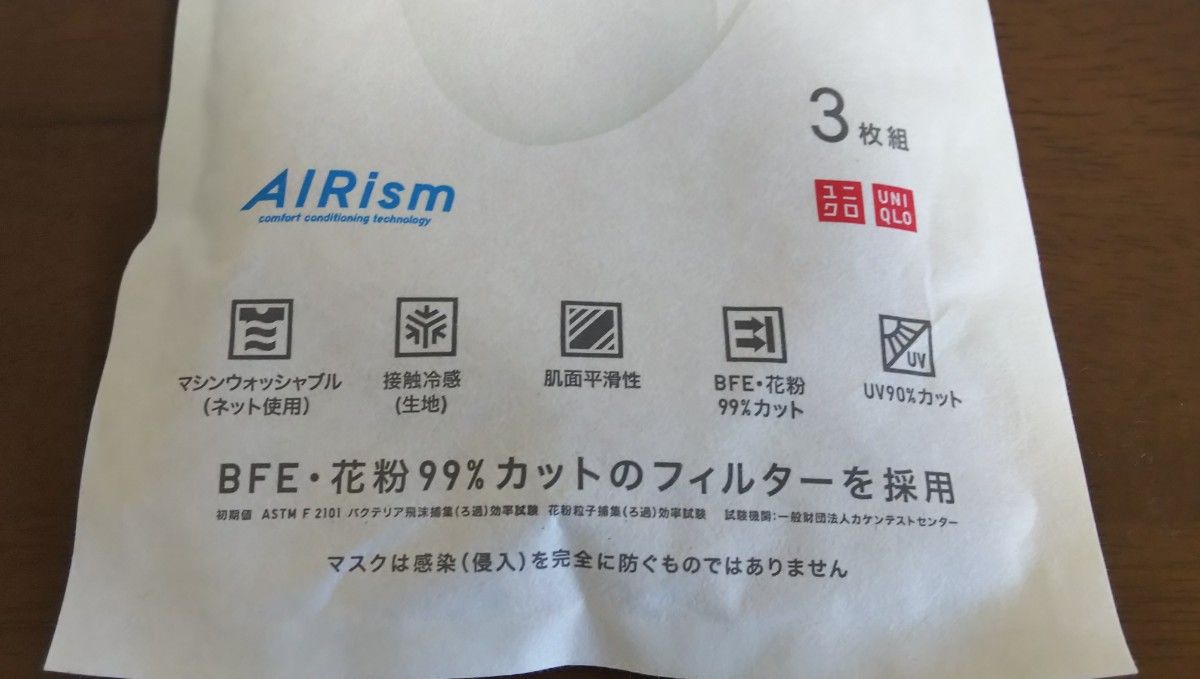 3枚組
AIRism
comfort conditioning technology
ユニ
クロ
UNI
QLO
マシンウォッシャブル
(ネット使用)
接触冷感
(生地)
肌面平滑性
BFE・花粉
99%カット
UV
UV90%カット
BFE・花粉99%カットのフィルターを採用
初期値 ASTM F 2101 バクテリア飛沫捕集(ろ過)効率試験 花粉粒子捕集(ろ過)効率試験 試験機関:一般財団法人カケンテストセンター
マスクは感染(侵入)を完全に防ぐものではありません